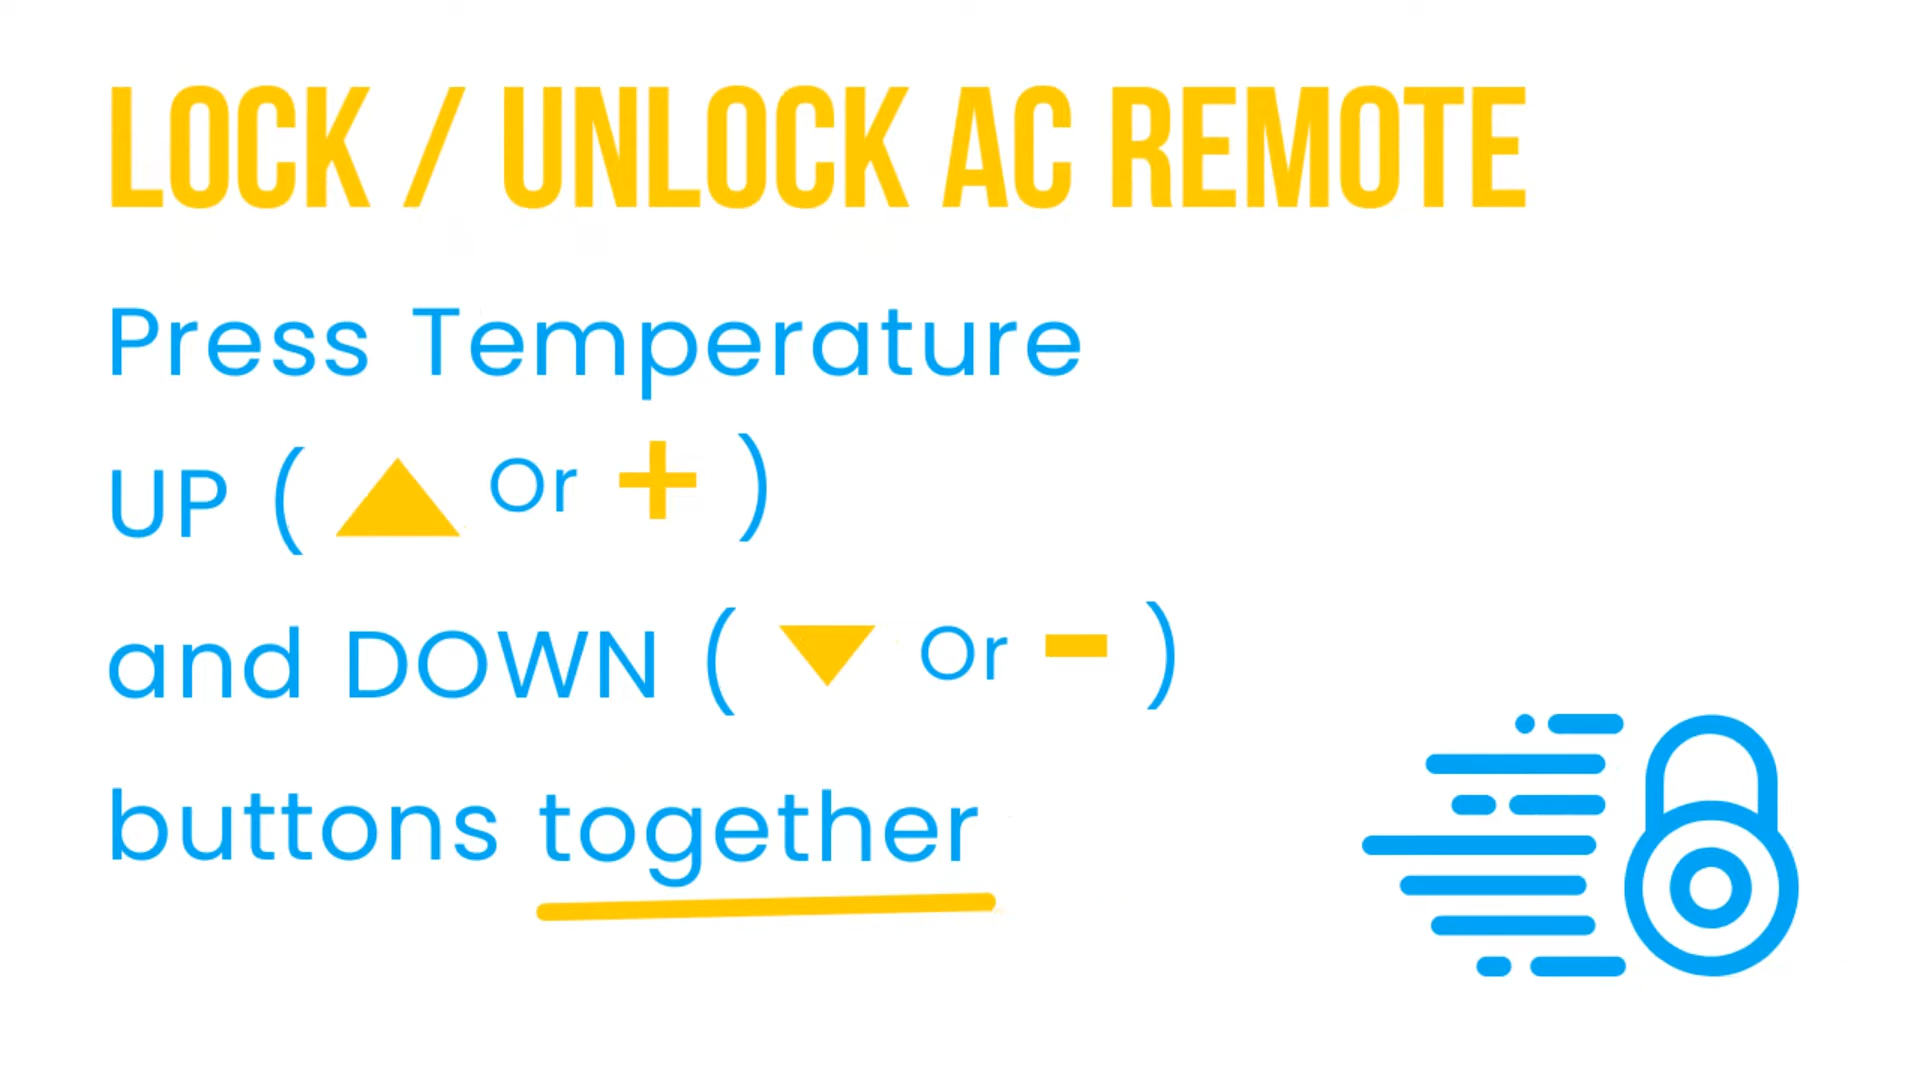 LOCK / UNLOCK AC REMOTE
Press Temperature
UP ( ▲ Or + )
and DOWN ( ▼ Or - )
buttons together